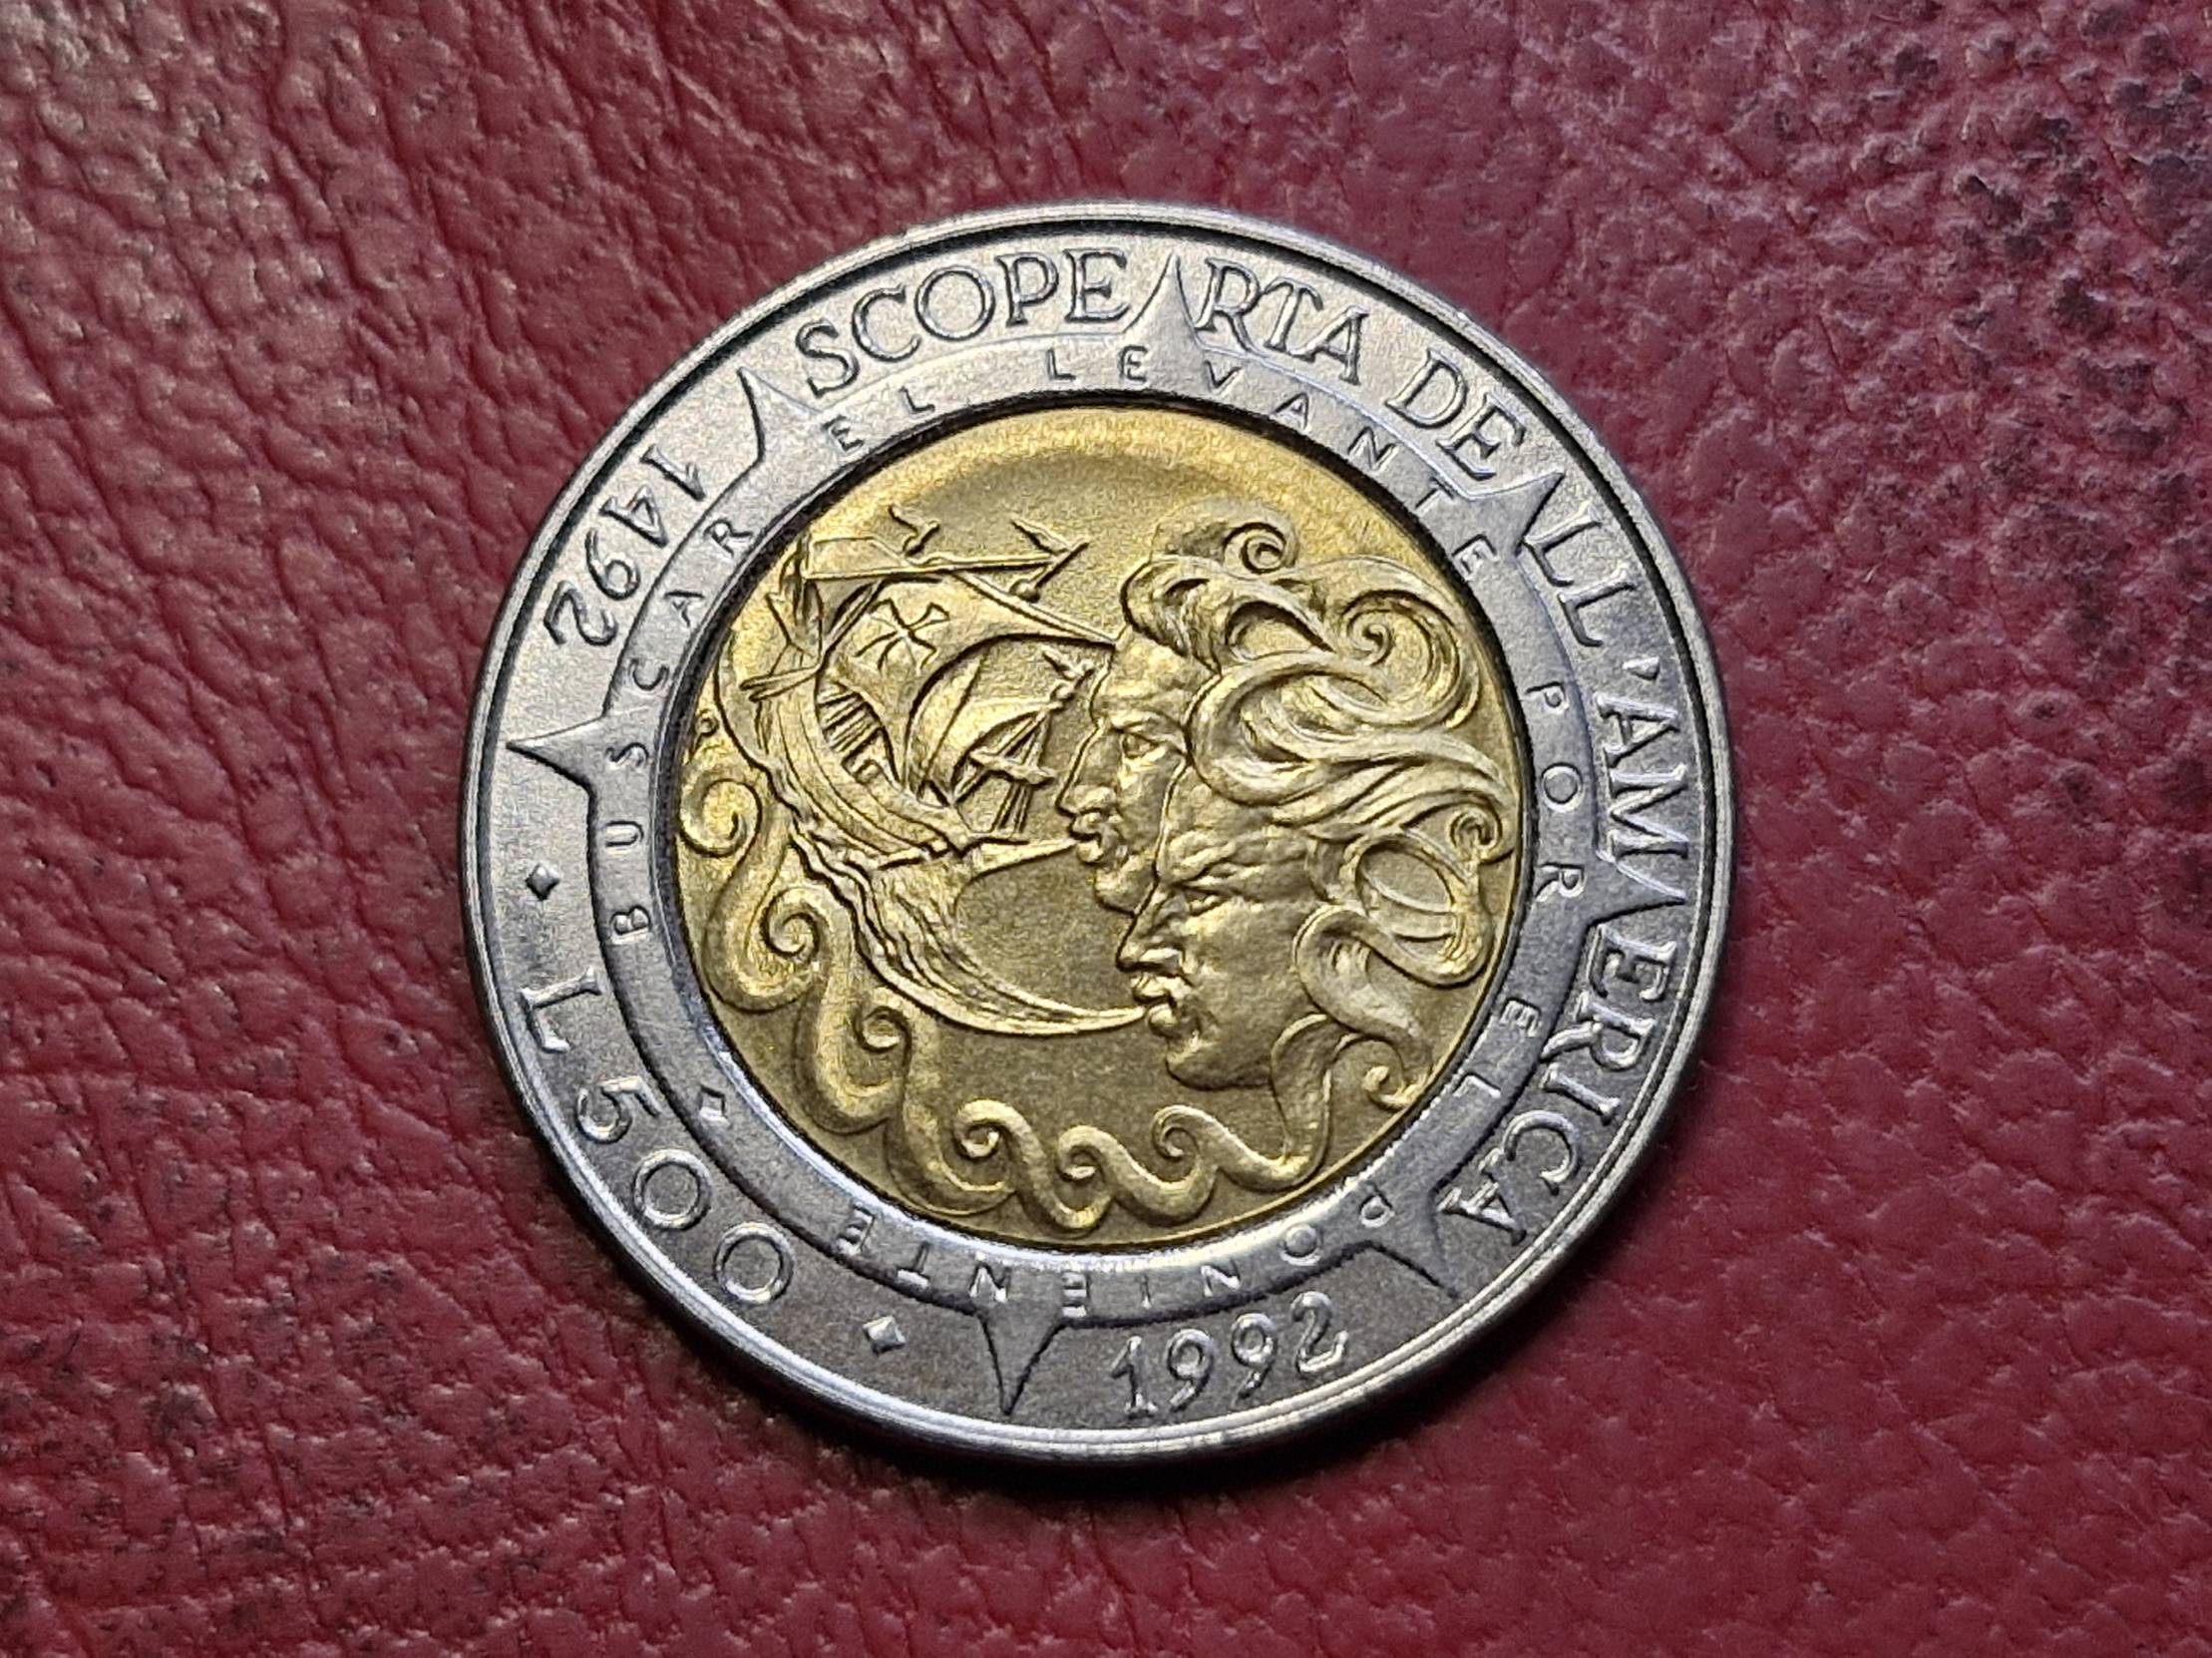 1492 SCOPERTA DELL'AMERICA 1992
L 500
BUSCAR EL LEVANTE POR EL PONIENTE